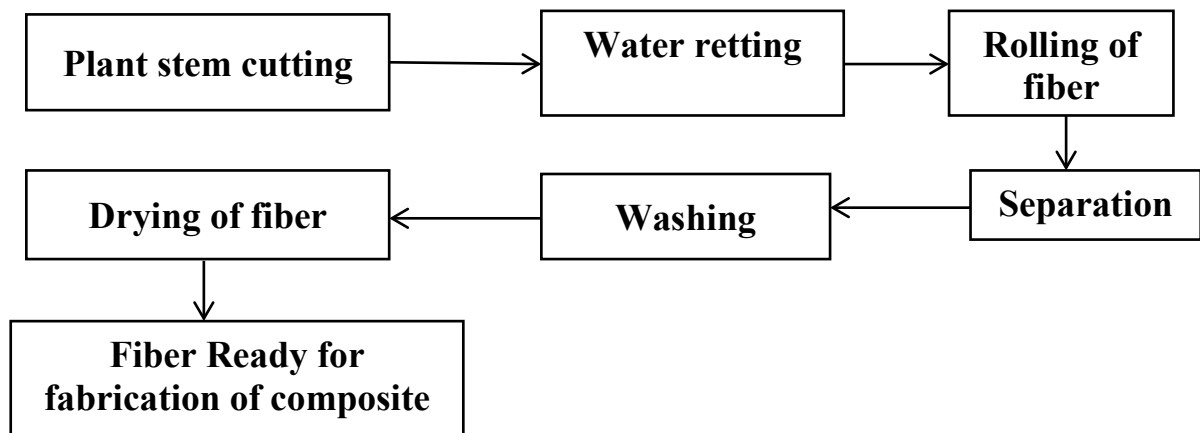 Plant stem cutting
Water retting
Rolling of
fiber
Separation
Washing
Drying of fiber
Fiber Ready for
fabrication of composite